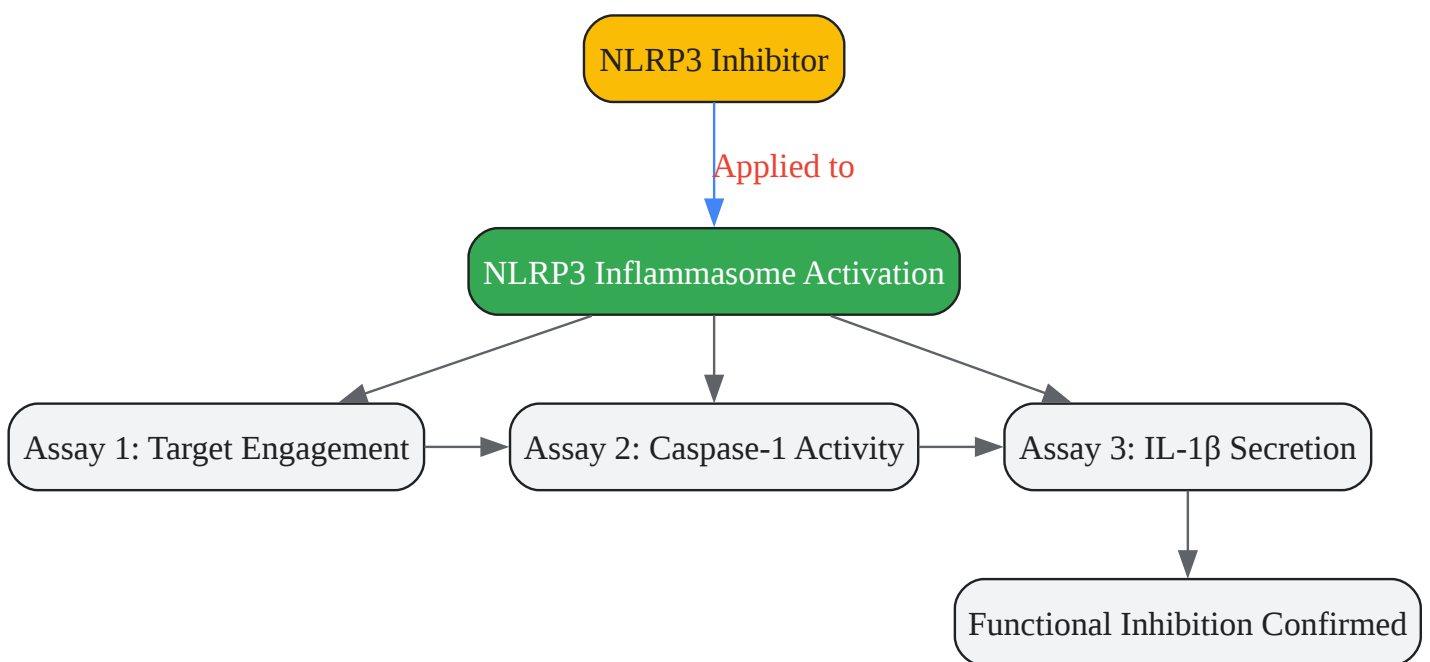 NLRP3 Inhibitor
Applied to
NLRP3 Inflammasome Activation
Assay 1: Target Engagement
Assay 2: Caspase-1 Activity
Assay 3: IL-1β Secretion
Functional Inhibition Confirmed